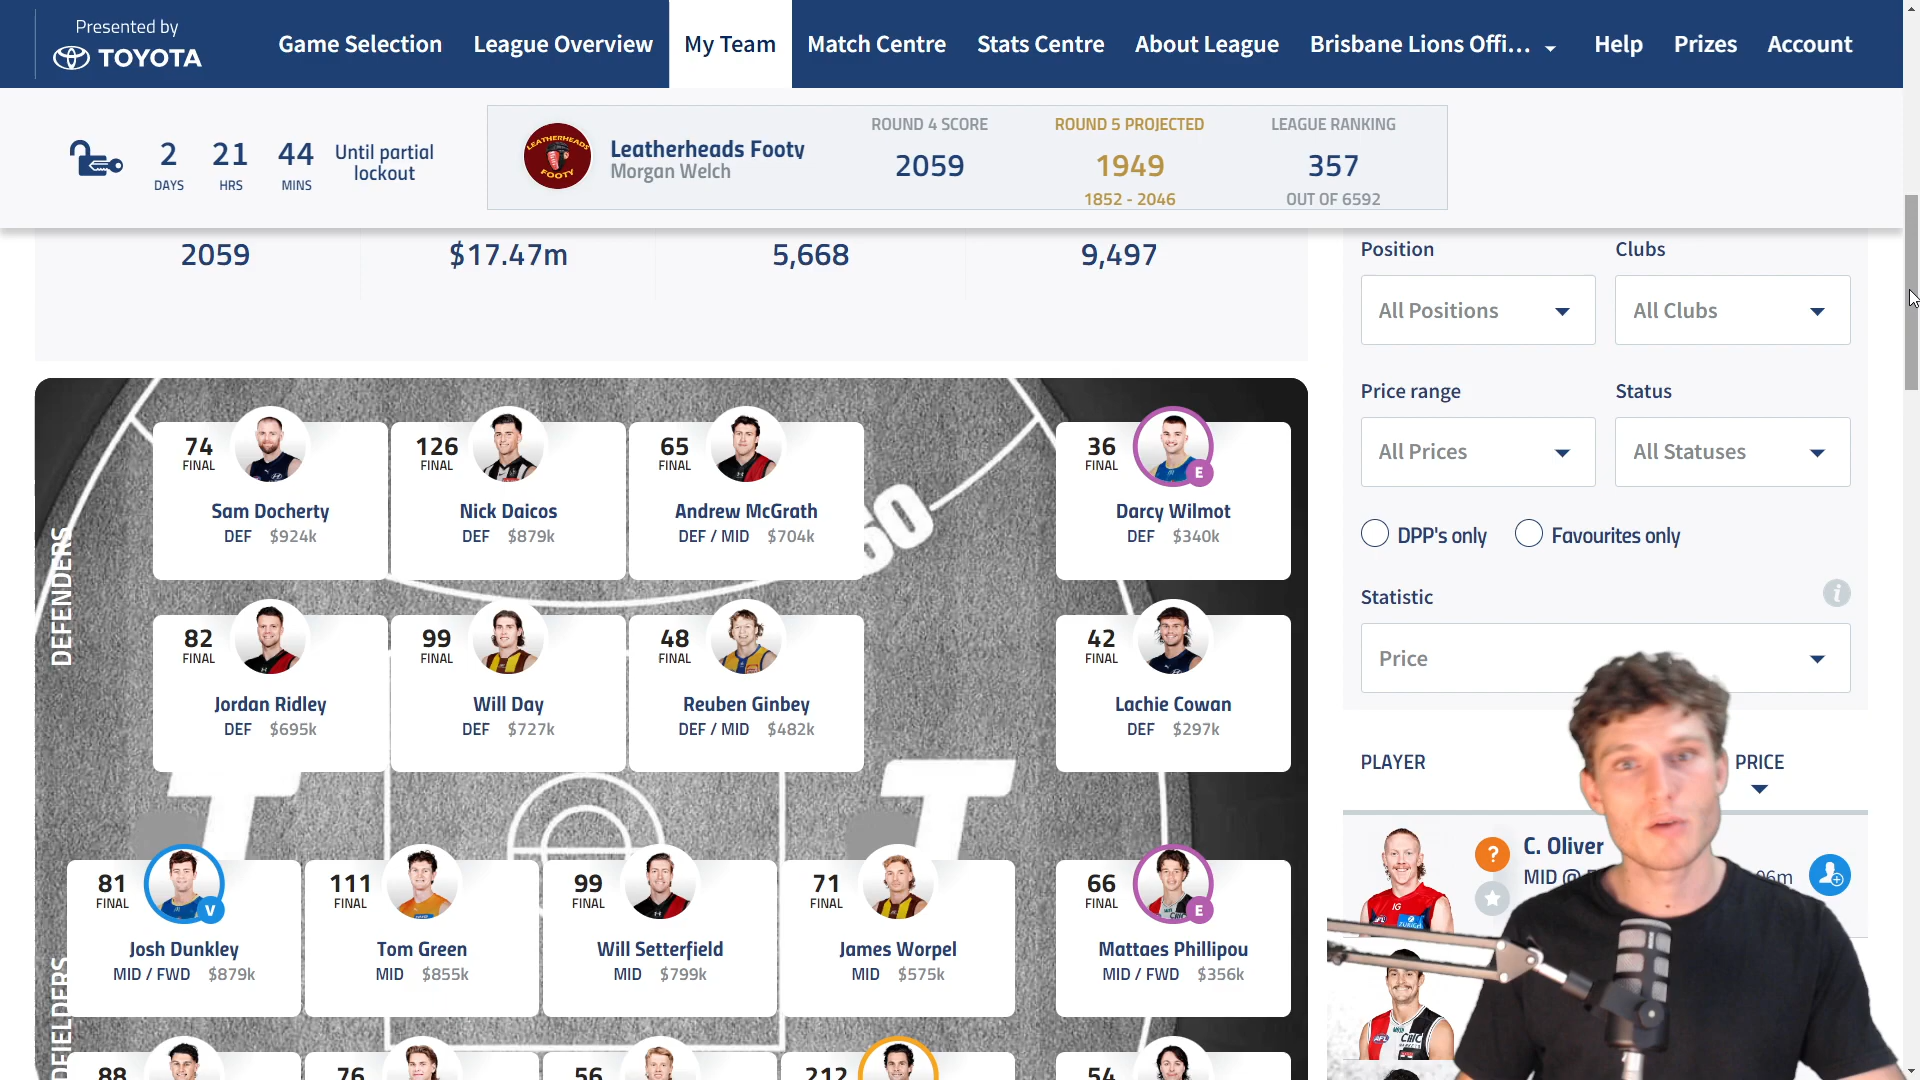 Presented by
TOYOTA
Game Selection
League Overview
My Team
Match Centre
Stats Centre
About League
Brisbane Lions Offi...
Help
Prizes
Account
2
DAYS
21
HRS
44
MINS
Until partial
lockout
LEATHERHEADS
FOOTY
Leatherheads Footy
Morgan Welch
ROUND 4 SCORE
2059
ROUND 5 PROJECTED
1949
1852 - 2046
LEAGUE RANKING
357
OUT OF 6592
2059
$17.47m
5,668
9,497
DEFENDERS
74
FINAL
Sam Docherty
DEF $924k
126
FINAL
Nick Daicos
DEF $879k
65
FINAL
Andrew McGrath
DEF / MID $704k
50
36
FINAL
E
Darcy Wilmot
DEF $340k
82
FINAL
Jordan Ridley
DEF $695k
99
FINAL
Will Day
DEF $727k
48
FINAL
Reuben Ginbey
DEF / MID $482k
42
FINAL
Lachie Cowan
DEF $297k
DFIELDERS
81
FINAL
V
Josh Dunkley
MID / FWD $879k
111
FINAL
Tom Green
MID $855k
99
FINAL
Will Setterfield
MID $799k
71
FINAL
James Worpel
MID $575k
66
FINAL
E
Mattaes Phillipou
MID / FWD $356k
88
76
56
212
54
Position
All Positions
Clubs
All Clubs
Price range
All Prices
Status
All Statuses
DPP's only
Favourites only
Statistic
i
Price
PLAYER
PRICE
?
C. Oliver
MID @
06m